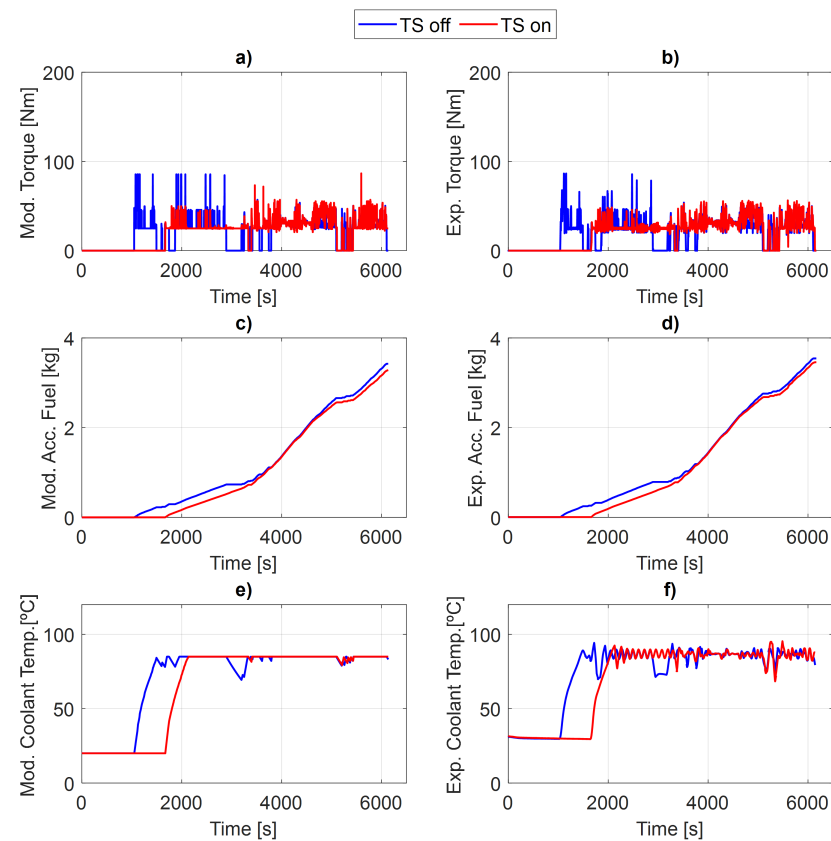 TS off TS on
a) b)
Mod. Torque [Nm]
200
100
0
0 2000 4000 6000
Time [s]
Exp. Torque [Nm]
200
100
0
0 2000 4000 6000
Time [s]
c) d)
Mod. Acc. Fuel [kg]
4
2
0
0 2000 4000 6000
Time [s]
Exp. Acc. Fuel [kg]
4
2
0
0 2000 4000 6000
Time [s]
e) f)
Mod. Coolant Temp.[ºC]
100
50
0
0 2000 4000 6000
Time [s]
Exp. Coolant Temp.[ºC]
100
50
0
0 2000 4000 6000
Time [s]